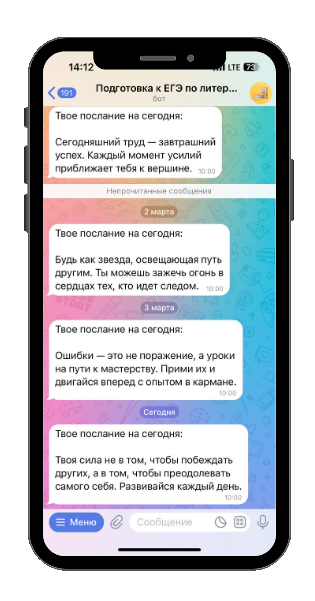 14:12
LTE 73
191
Подготовка к ЕГЭ по литер...
бот
Твое послание на сегодня:
Сегодняшний труд — завтрашний
успех. Каждый момент усилий
приближает тебя к вершине. 10:00
Непрочитанные сообщения
2 марта
Твое послание на сегодня:
Будь как звезда, освещающая путь
другим. Ты можешь зажечь огонь в
сердцах тех, кто идет следом. 10:00
3 марта
Твое послание на сегодня:
Ошибки — это не поражение, а уроки
на пути к мастерству. Прими их и
двигайся вперед с опытом в кармане.
10:00
Сегодня
Твое послание на сегодня:
Твоя сила не в том, чтобы побеждать
других, а в том, чтобы преодолевать
самого себя. Развивайся каждый день.
10:00
Меню
Сообщение